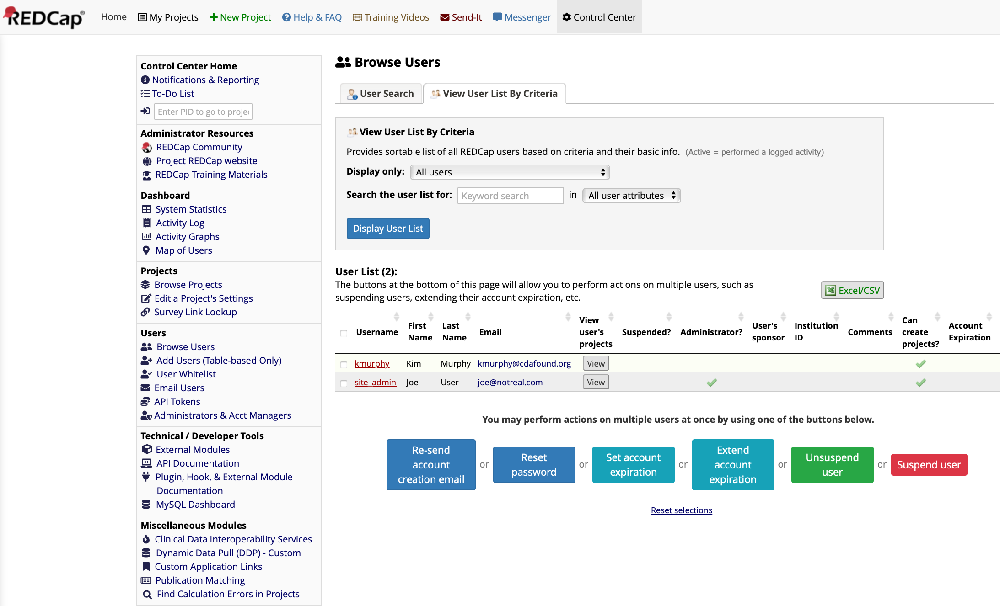 REDCap®
Home My Projects New Project Help & FAQ Training Videos Send-It Messenger Control Center
Control Center Home
Notifications & Reporting
To-Do List
Enter PID to go to projec
Administrator Resources
REDCap Community
Project REDCap website
REDCap Training Materials
Dashboard
System Statistics
Activity Log
Activity Graphs
Map of Users
Projects
Browse Projects
Edit a Project's Settings
Survey Link Lookup
Users
Browse Users
Add Users (Table-based Only)
User Whitelist
Email Users
API Tokens
Administrators & Acct Managers
Technical / Developer Tools
External Modules
API Documentation
Plugin, Hook, & External Module
Documentation
MySQL Dashboard
Miscellaneous Modules
Clinical Data Interoperability Services
Dynamic Data Pull (DDP) - Custom
Custom Application Links
Publication Matching
Find Calculation Errors in Projects
Browse Users
User Search View User List By Criteria
View User List By Criteria
Provides sortable list of all REDCap users based on criteria and their basic info. (Active = performed a logged activity)
Display only: All users
Search the user list for: Keyword search in All user attributes
Display User List
User List (2):
The buttons at the bottom of this page will allow you to perform actions on multiple users, such as
suspending users, extending their account expiration, etc.
Excel/CSV
Username
First
Name
Last
Name
Email
View
user's
projects
Suspended?
Administrator?
User's
sponsor
Institution
ID
Comments
Can
create
projects?
Account
Expiration
kmurphy Kim Murphy kmurphy@cdafound.org View
site_admin Joe User joe@notreal.com View
You may perform actions on multiple users at once by using one of the buttons below.
Re-send
account
creation email
or
Reset
password
or
Set account
expiration
or
Extend
account
expiration
or
Unsuspend
user
or
Suspend user
Reset selections